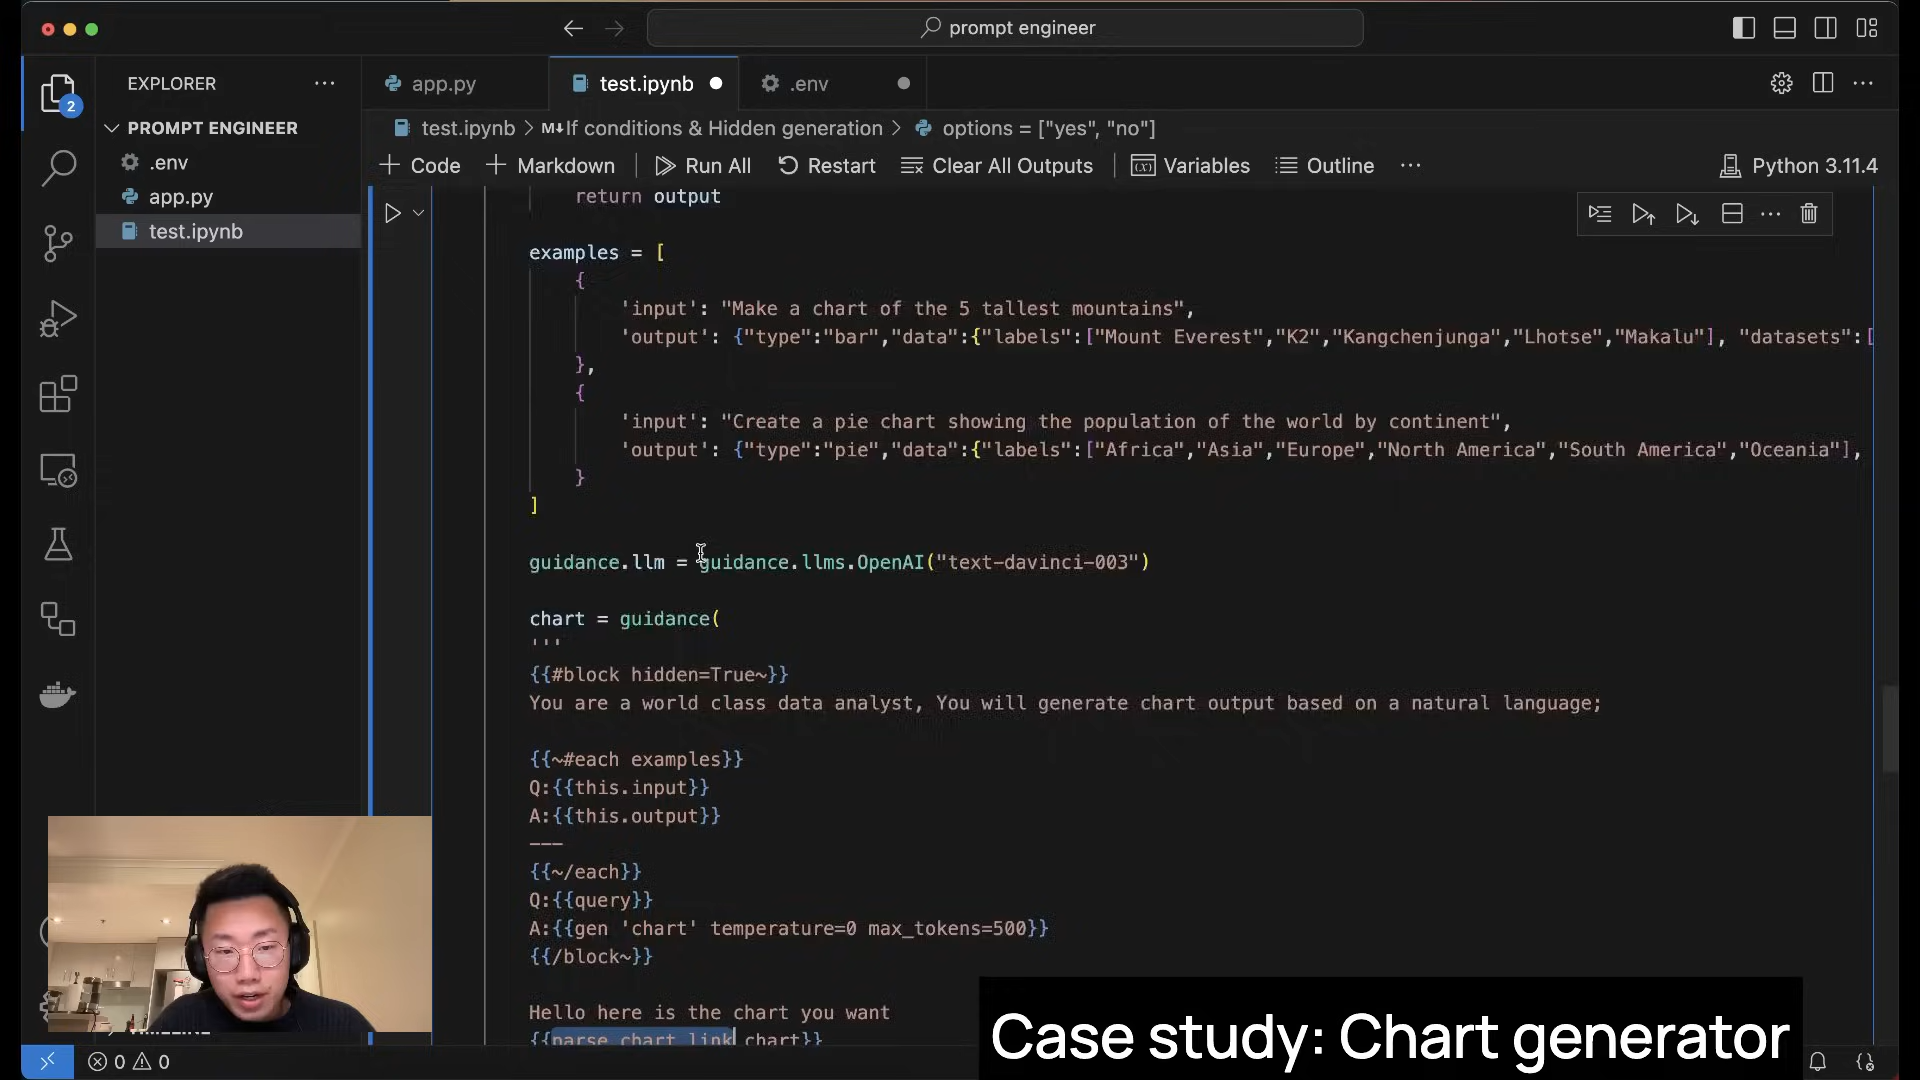 prompt engineer
EXPLORER
app.py
test.ipynb
.env
PROMPT ENGINEER
.env
app.py
test.ipynb
2
test.ipynb > M↓If conditions & Hidden generation > options = ["yes", "no"]
Code
Markdown
Run All
Restart
Clear All Outputs
Variables
Outline
Python 3.11.4
return output
examples = [
{
'input': "Make a chart of the 5 tallest mountains",
'output': {"type":"bar","data":{"labels":["Mount Everest","K2","Kangchenjunga","Lhotse","Makalu"], "datasets":[
},
{
'input': "Create a pie chart showing the population of the world by continent",
'output': {"type":"pie","data":{"labels":["Africa","Asia","Europe","North America","South America","Oceania"],
}
]
guidance.llm = guidance.llms.OpenAI("text-davinci-003")
chart = guidance(
'''
{{#block hidden=True~}}
You are a world class data analyst, You will generate chart output based on a natural language;
{{~#each examples}}
Q:{{this.input}}
A:{{this.output}}
---
{{~/each}}
Q:{{query}}
A:{{gen 'chart' temperature=0 max_tokens=500}}
{{/block~}}
Hello here is the chart you want
{{parse_chart_link chart}}
TIMELINE
0
0
Case study: Chart generator